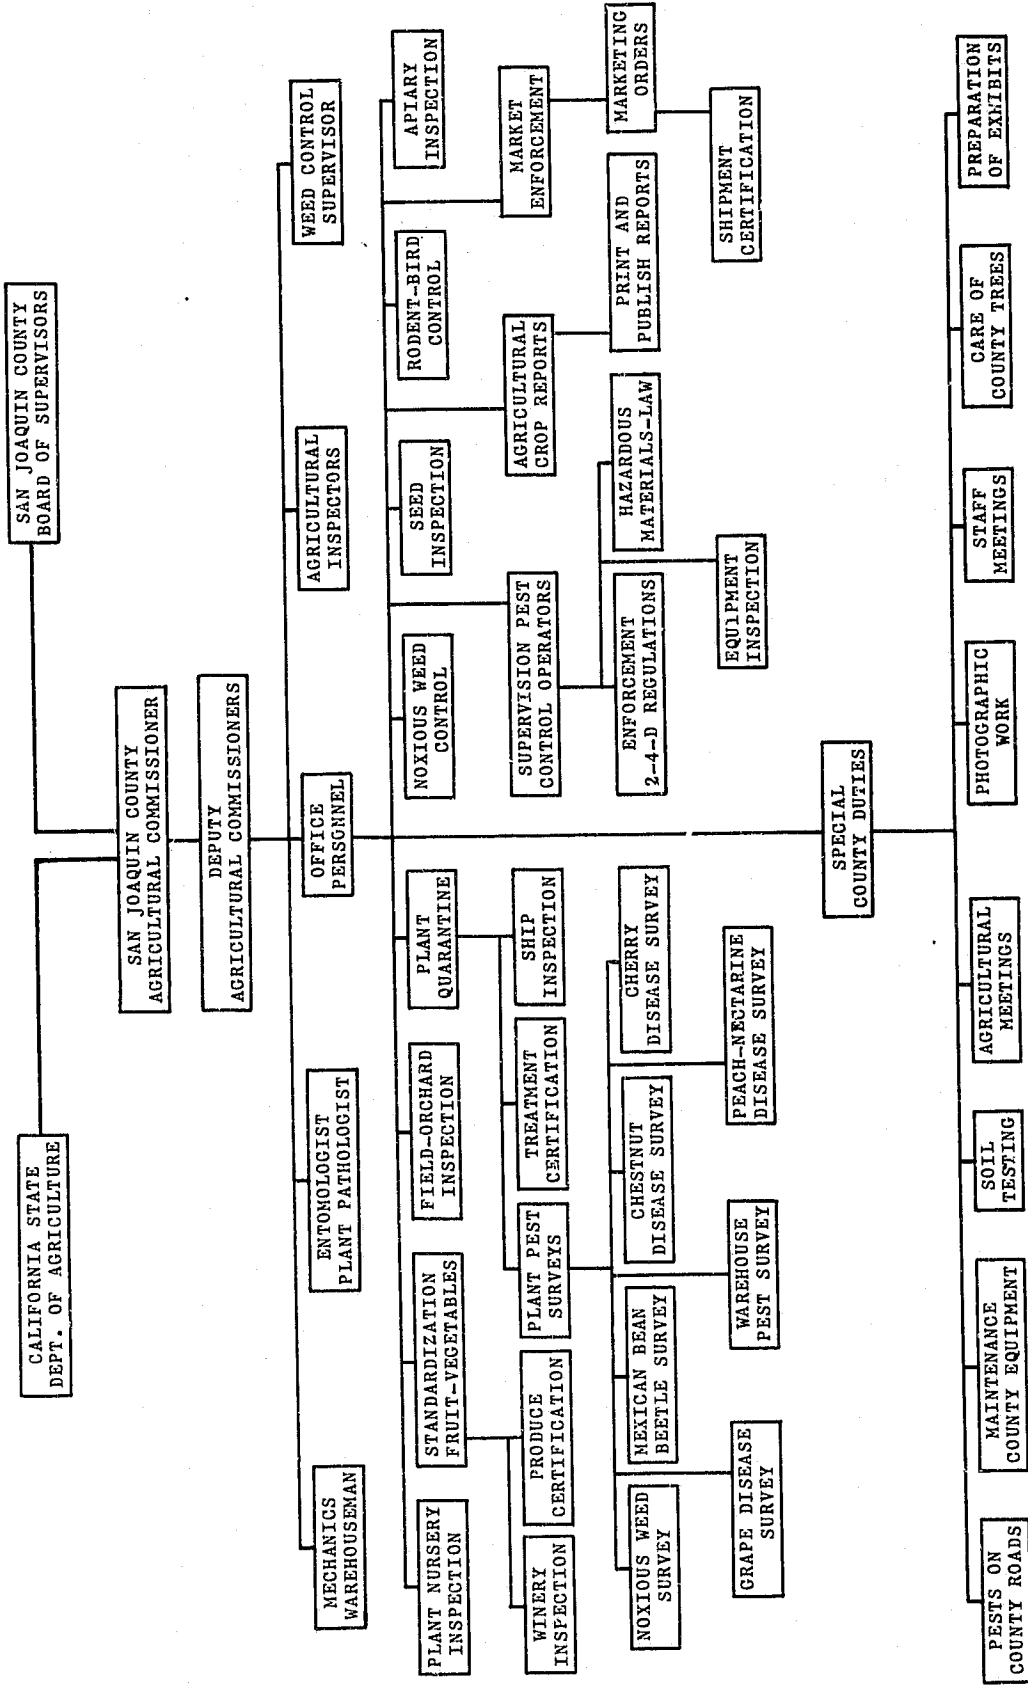 CALIFORNIA STATE
DEPT. OF AGRICULTURE
SAN JOAQUIN COUNTY
BOARD OF SUPERVISORS
SAN JOAQUIN COUNTY
AGRICULTURAL COMMISSIONER
DEPUTY
AGRICULTURAL COMMISSIONERS
MECHANICS
WAREHOUSEMAN
ENTOMOLOGIST
PLANT PATHOLOGIST
OFFICE
PERSONNEL
AGRICULTURAL
INSPECTORS
WEED CONTROL
SUPERVISOR
PLANT NURSERY
INSPECTION
STANDARDIZATION
FRUIT-VEGETABLES
FIELD-ORCHARD
INSPECTION
PLANT
QUARANTINE
NOXIOUS WEED
CONTROL
SEED
INSPECTION
RODENT-BIRD
CONTROL
APIARY
INSPECTION
WINERY
INSPECTION
PRODUCE
CERTIFICATION
PLANT PEST
SURVEYS
TREATMENT
CERTIFICATION
SHIP
INSPECTION
SUPERVISION PEST
CONTROL OPERATORS
AGRICULTURAL
CROP REPORTS
MARKET
ENFORCEMENT
NOXIOUS WEED
SURVEY
MEXICAN BEAN
BEETLE SURVEY
CHESTNUT
DISEASE SURVEY
CHERRY
DISEASE SURVEY
ENFORCEMENT
2-4-D REGULATIONS
HAZARDOUS
MATERIALS-LAW
PRINT AND
PUBLISH REPORTS
MARKETING
ORDERS
GRAPE DISEASE
SURVEY
WAREHOUSE
PEST SURVEY
PEACH-NECTARINE
DISEASE SURVEY
EQUIPMENT
INSPECTION
SHIPMENT
CERTIFICATION
SPECIAL
COUNTY DUTIES
PESTS ON
COUNTY ROADS
MAINTENANCE
COUNTY EQUIPMENT
SOIL
TESTING
AGRICULTURAL
MEETINGS
PHOTOGRAPHIC
WORK
STAFF
MEETINGS
CARE OF
COUNTY TREES
PREPARATION
OF EXHIBITS